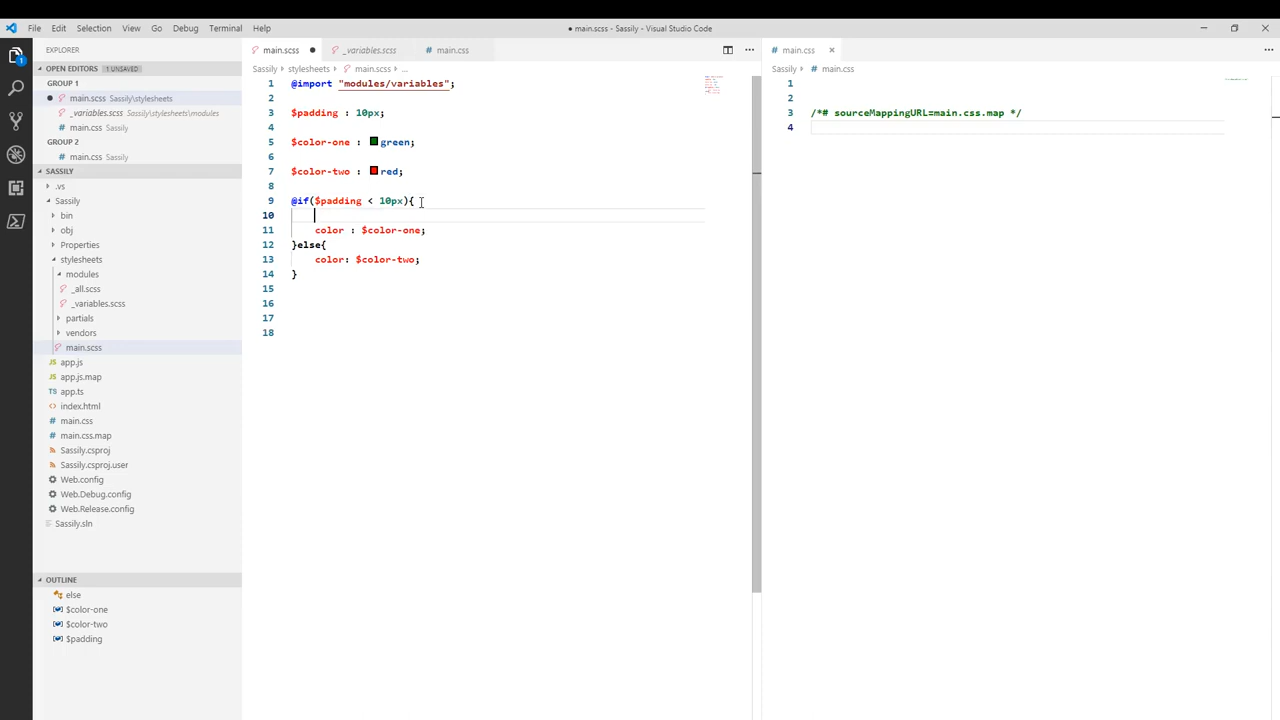 File Edit Selection View Go Debug Terminal Help
● main.scss - Sassily - Visual Studio Code
EXPLORER
1
OPEN EDITORS 1 UNSAVED
GROUP 1
main.scss Sassily\stylesheets
_variables.scss Sassily\stylesheets\modules
main.css Sassily
GROUP 2
main.css Sassily
SASSILY
.vs
Sassily
bin
obj
Properties
stylesheets
modules
_all.scss
_variables.scss
partials
vendors
main.scss
JS app.js
JS app.js.map
TS app.ts
<> index.html
# main.css
# main.css.map
Sassily.csproj
Sassily.csproj.user
Web.config
Web.Debug.config
Web.Release.config
Sassily.sln
OUTLINE
else
$color-one
$color-two
$padding
main.scss ● _variables.scss # main.css
Sassily › stylesheets › main.scss › ...
1 @import "modules/variables";
2
3 $padding : 10px;
4
5 $color-one : green;
6
7 $color-two : red;
8
9 @if($padding < 10px){
10
11 color : $color-one;
12 }else{
13 color: $color-two;
14 }
15
16
17
18
# main.css ×
Sassily › # main.css
1
2
3 /*# sourceMappingURL=main.css.map */
4